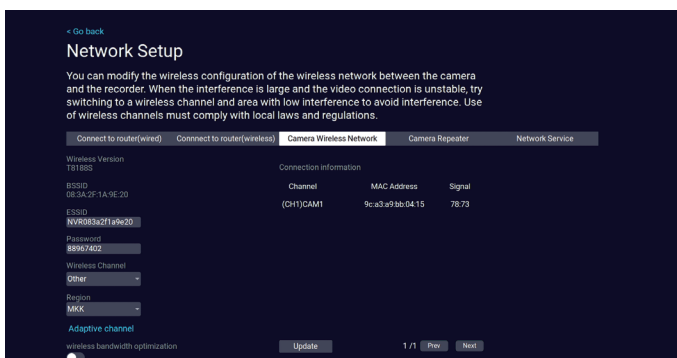 < Go back
Network Setup
You can modify the wireless configuration of the wireless network between the camera
and the recorder. When the interference is large and the video connection is unstable, try
switching to a wireless channel and area with low interference to avoid interference. Use
of wireless channels must comply with local laws and regulations.
Connect to router(wired) Connnect to router(wireless) Camera Wireless Network Camera Repeater Network Service
Wireless Version
T8188S
Connection information
BSSID
08:3A:2F:1A:9E:20
Channel MAC Address Signal
(CH1)CAM1 9c:a3:a9:bb:04:15 78:73
ESSID
NVR083a2f1a9e20
Password
88967402
Wireless Channel
Other
Region
MKK
Adaptive channel
wireless bandwidth optimization
Update 1 /1 Prev Next